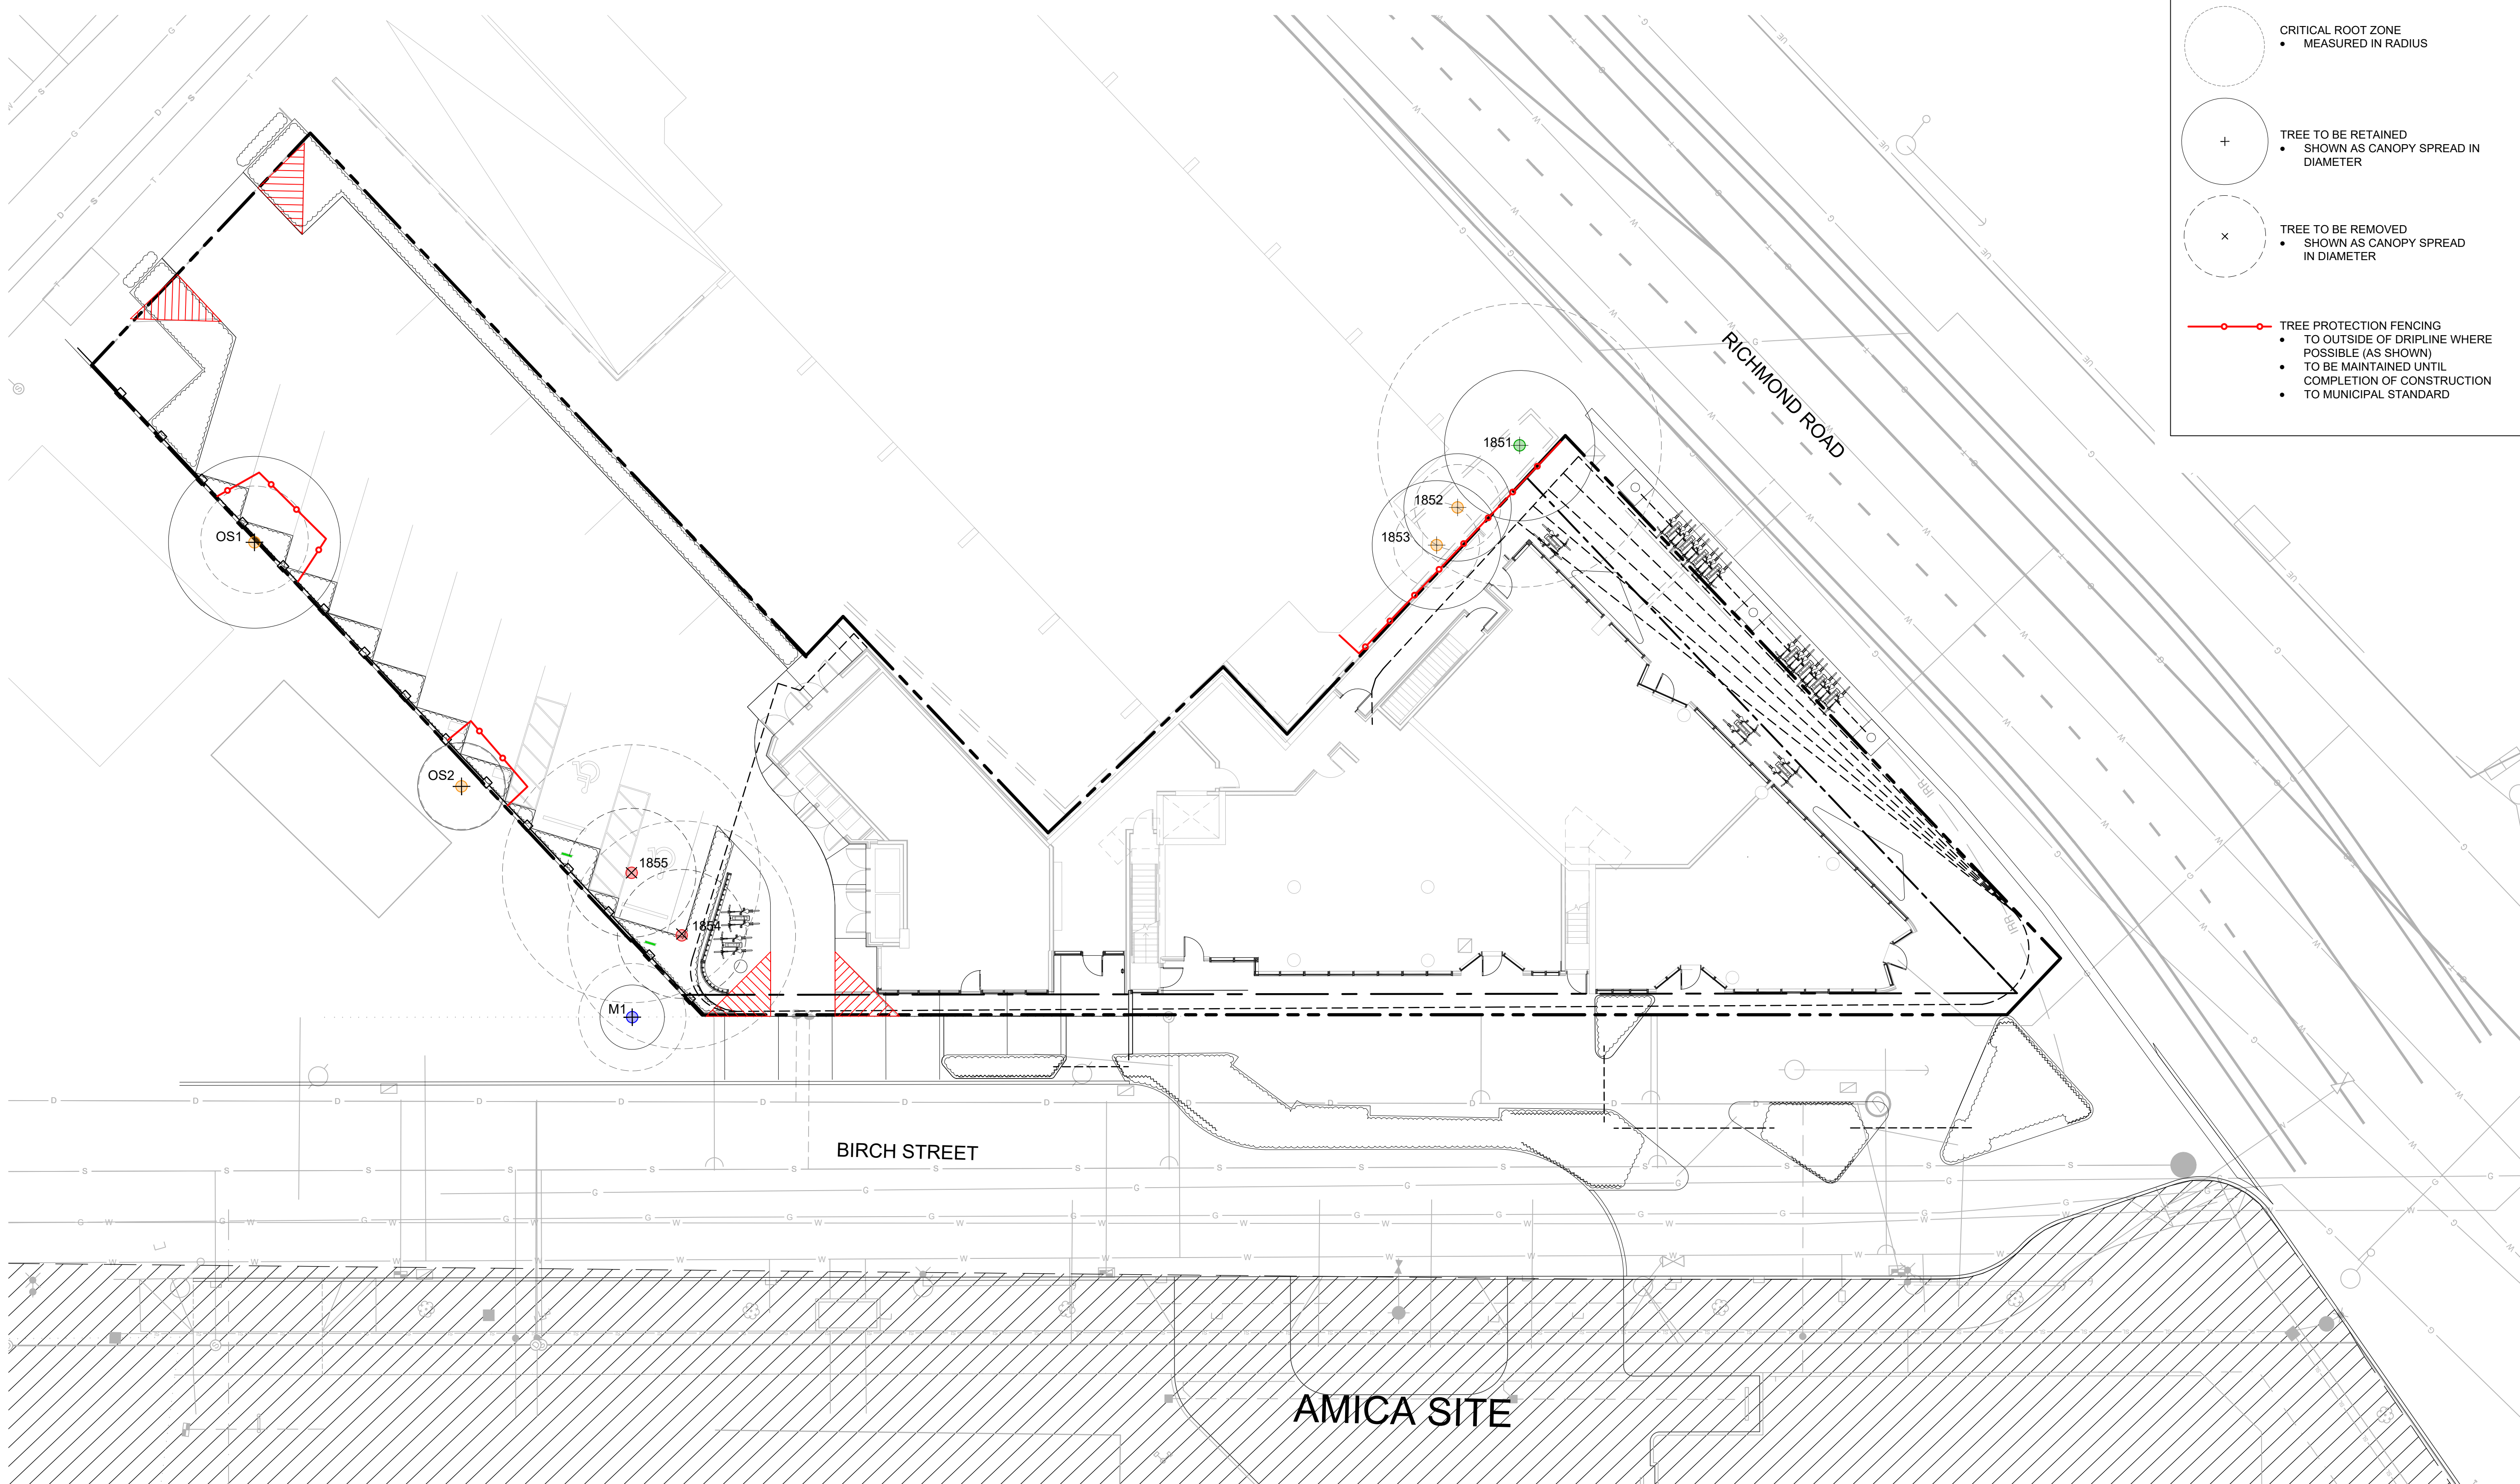 CRITICAL ROOT ZONE
• MEASURED IN RADIUS
TREE TO BE RETAINED
• SHOWN AS CANOPY SPREAD IN
DIAMETER
TREE TO BE REMOVED
• SHOWN AS CANOPY SPREAD
IN DIAMETER
TREE PROTECTION FENCING
• TO OUTSIDE OF DRIPLINE WHERE
POSSIBLE (AS SHOWN)
• TO BE MAINTAINED UNTIL
COMPLETION OF CONSTRUCTION
• TO MUNICIPAL STANDARD
RICHMOND ROAD
1851
1852
1853
OS1
OS2
1855
1854
M1
IRR
IRR
BIRCH STREET
AMICA SITE